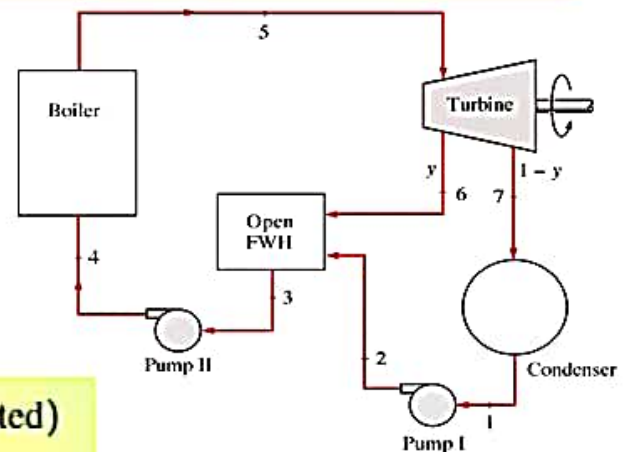 5
Boiler
Turbine
y
6
1 − y
7
Open
FWH
4
3
2
Pump II
Condenser
1
Pump I
ted)